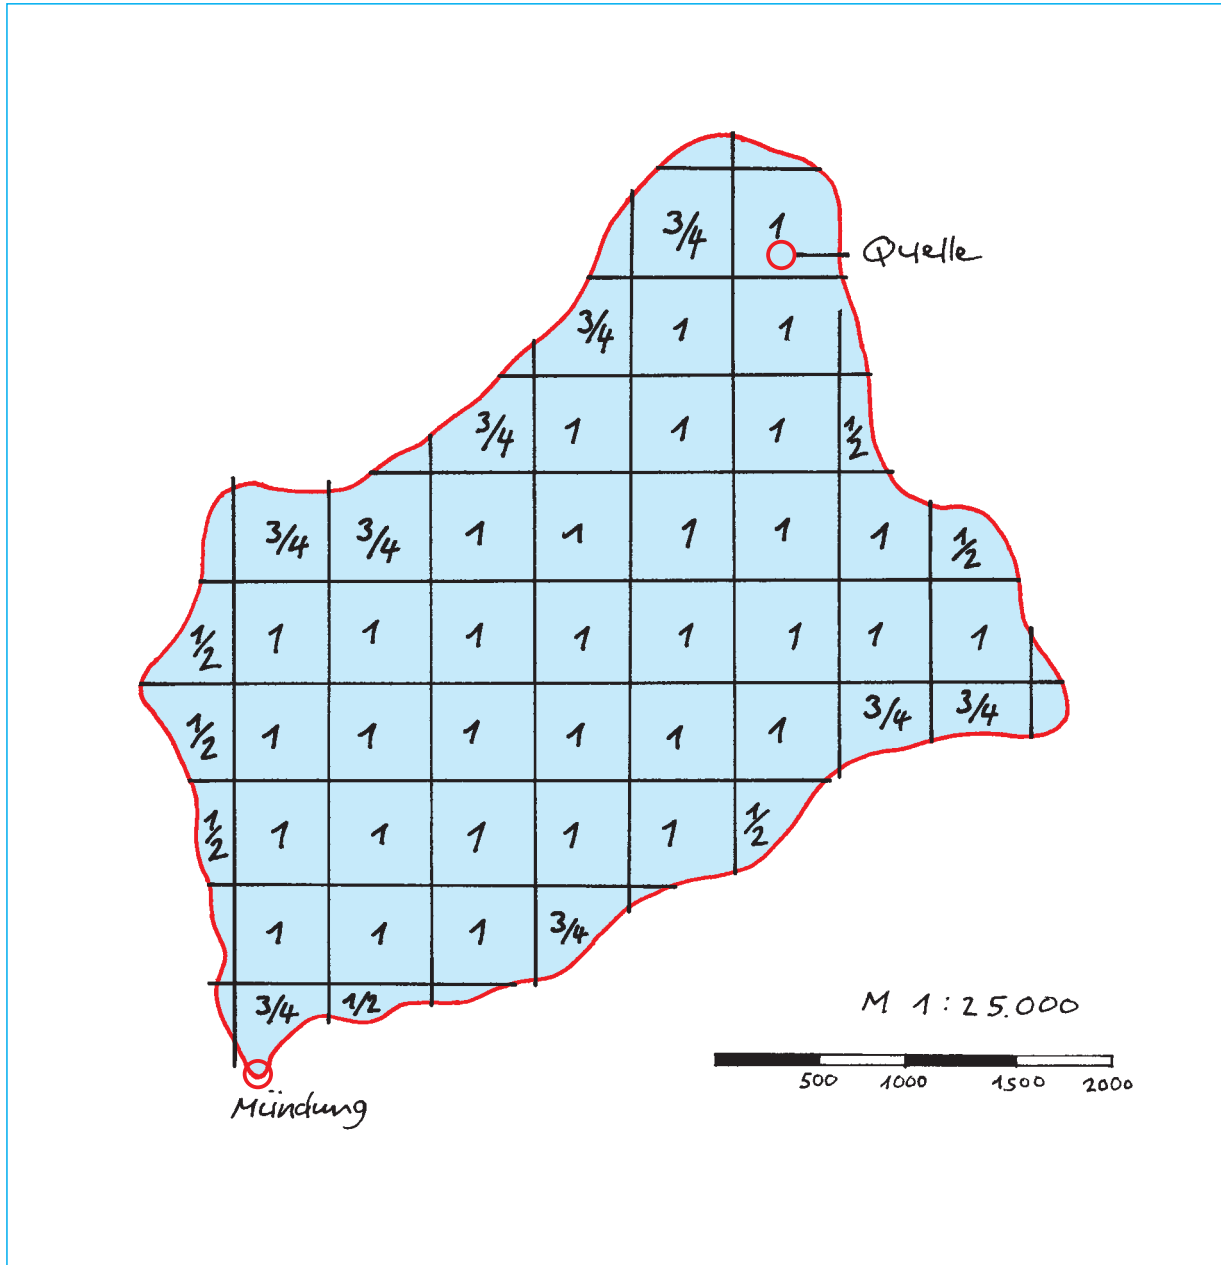 3/4 1
Quelle
3/4 1 1
3/4 1 1 1 1/2
3/4 3/4 1 1 1 1 1 1/2
1/2 1 1 1 1 1 1 1 1
1/2 1 1 1 1 1 1 3/4 3/4
1/2 1 1 1 1 1 1/2
1 1 1 3/4
3/4 1/2
M 1:25.000
500 1000 1500 2000
Mündung